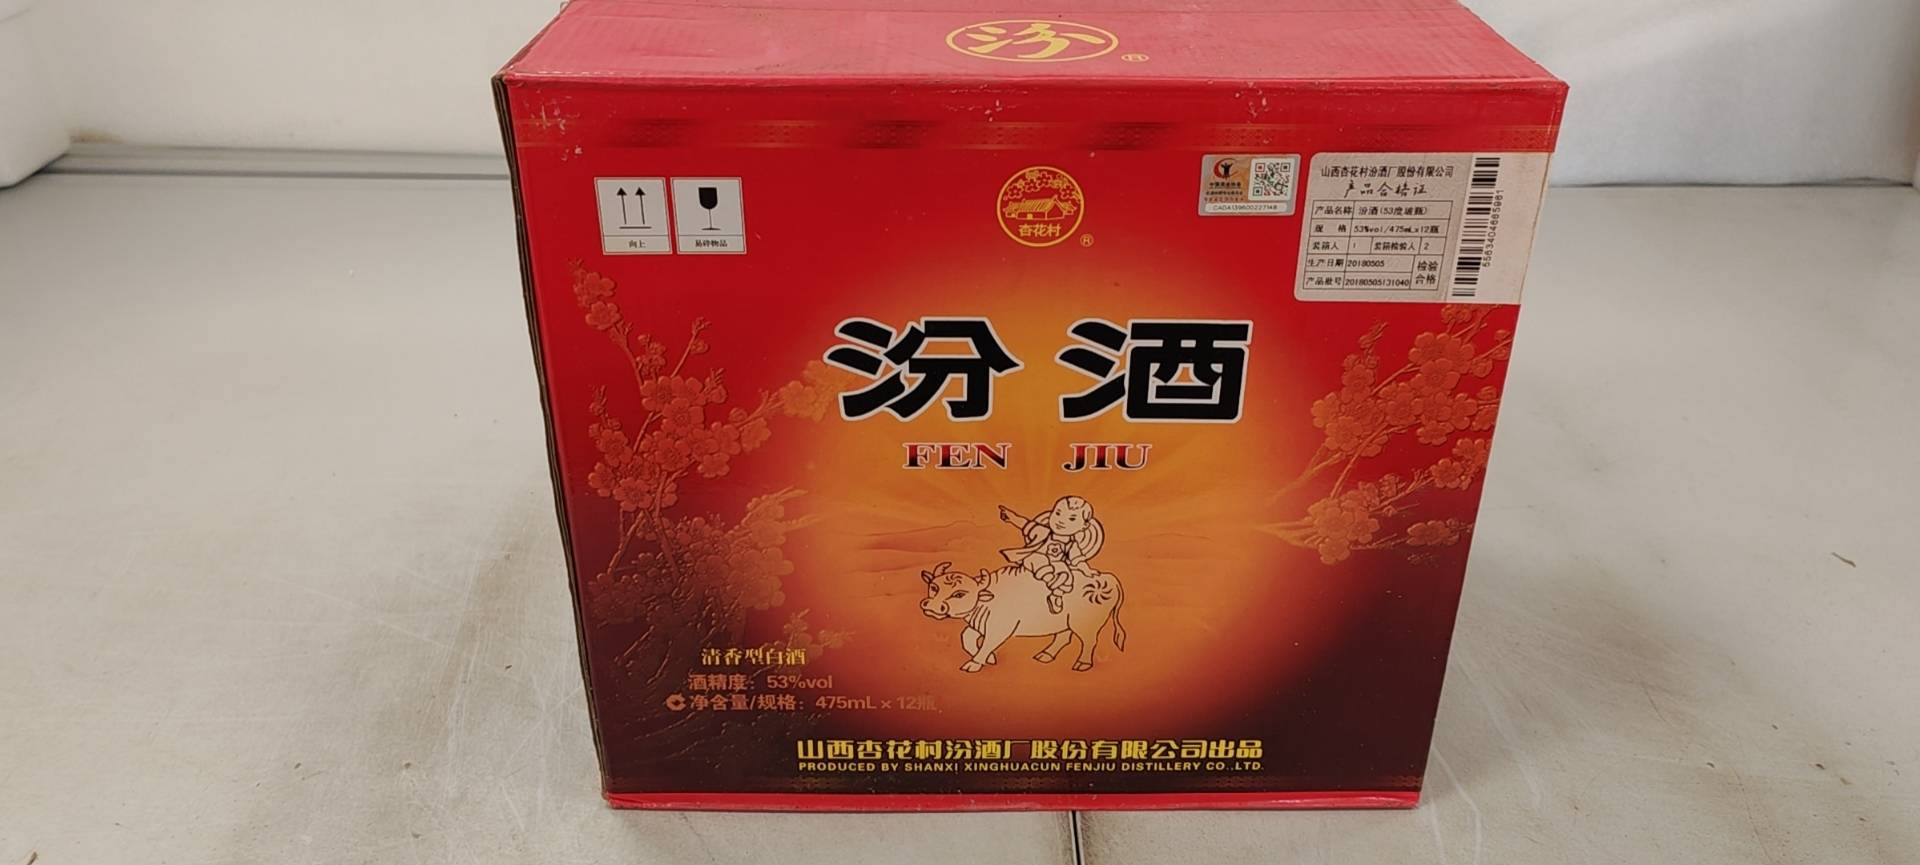 汾
®
向上
易碎物品
杏花村
®
CADA139600227148
山西杏花村汾酒厂股份有限公司
产品合格证
产品名称 汾酒(53度玻瓶)
规格 53%vol/475mL×12瓶
装箱人 1 装箱检验人 2
生产日期 20180505 检验
产品批号 20180505131040 合格
汾酒
FEN JIU
清香型白酒
酒精度：53%vol
净含量/规格：475mL×12瓶
山西杏花村汾酒厂股份有限公司出品
PRODUCED BY SHANXI XINGHUACUN FENJIU DISTILLERY CO.,LTD.